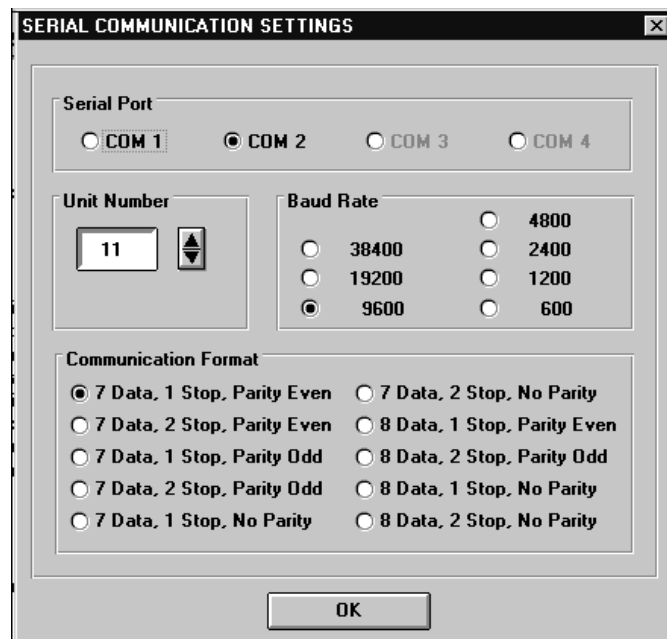 SERIAL COMMUNICATION SETTINGS
Serial Port
COM 1 COM 2 COM 3 COM 4
Unit Number
11
Baud Rate
4800
38400 2400
19200 1200
9600 600
Communication Format
7 Data, 1 Stop, Parity Even 7 Data, 2 Stop, No Parity
7 Data, 2 Stop, Parity Even 8 Data, 1 Stop, Parity Even
7 Data, 1 Stop, Parity Odd 8 Data, 2 Stop, Parity Odd
7 Data, 2 Stop, Parity Odd 8 Data, 1 Stop, No Parity
7 Data, 1 Stop, No Parity 8 Data, 2 Stop, No Parity
OK